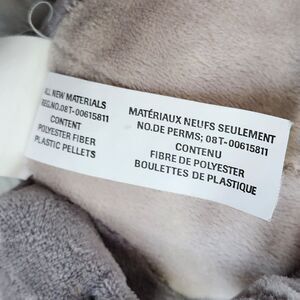 ALL NEW MATERIALS
REG.NO.08T-00615811
CONTENT
POLYESTER FIBER
PLASTIC PELLETS
MATÉRIAUX NEUFS SEULEMENT
NO.DE PERMS; 08T-00615811
CONTENU
FIBRE DE POLYESTER
BOULETTES DE PLASTIQUE